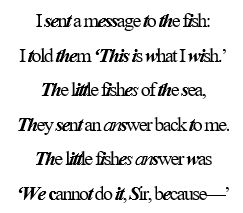 I sent a message to the fish:
I told them ‘This is what I wish.’
The little fishes of the sea,
They sent an answer back to me.
The little fishes answer was
‘We cannot do it, Sir, because—’